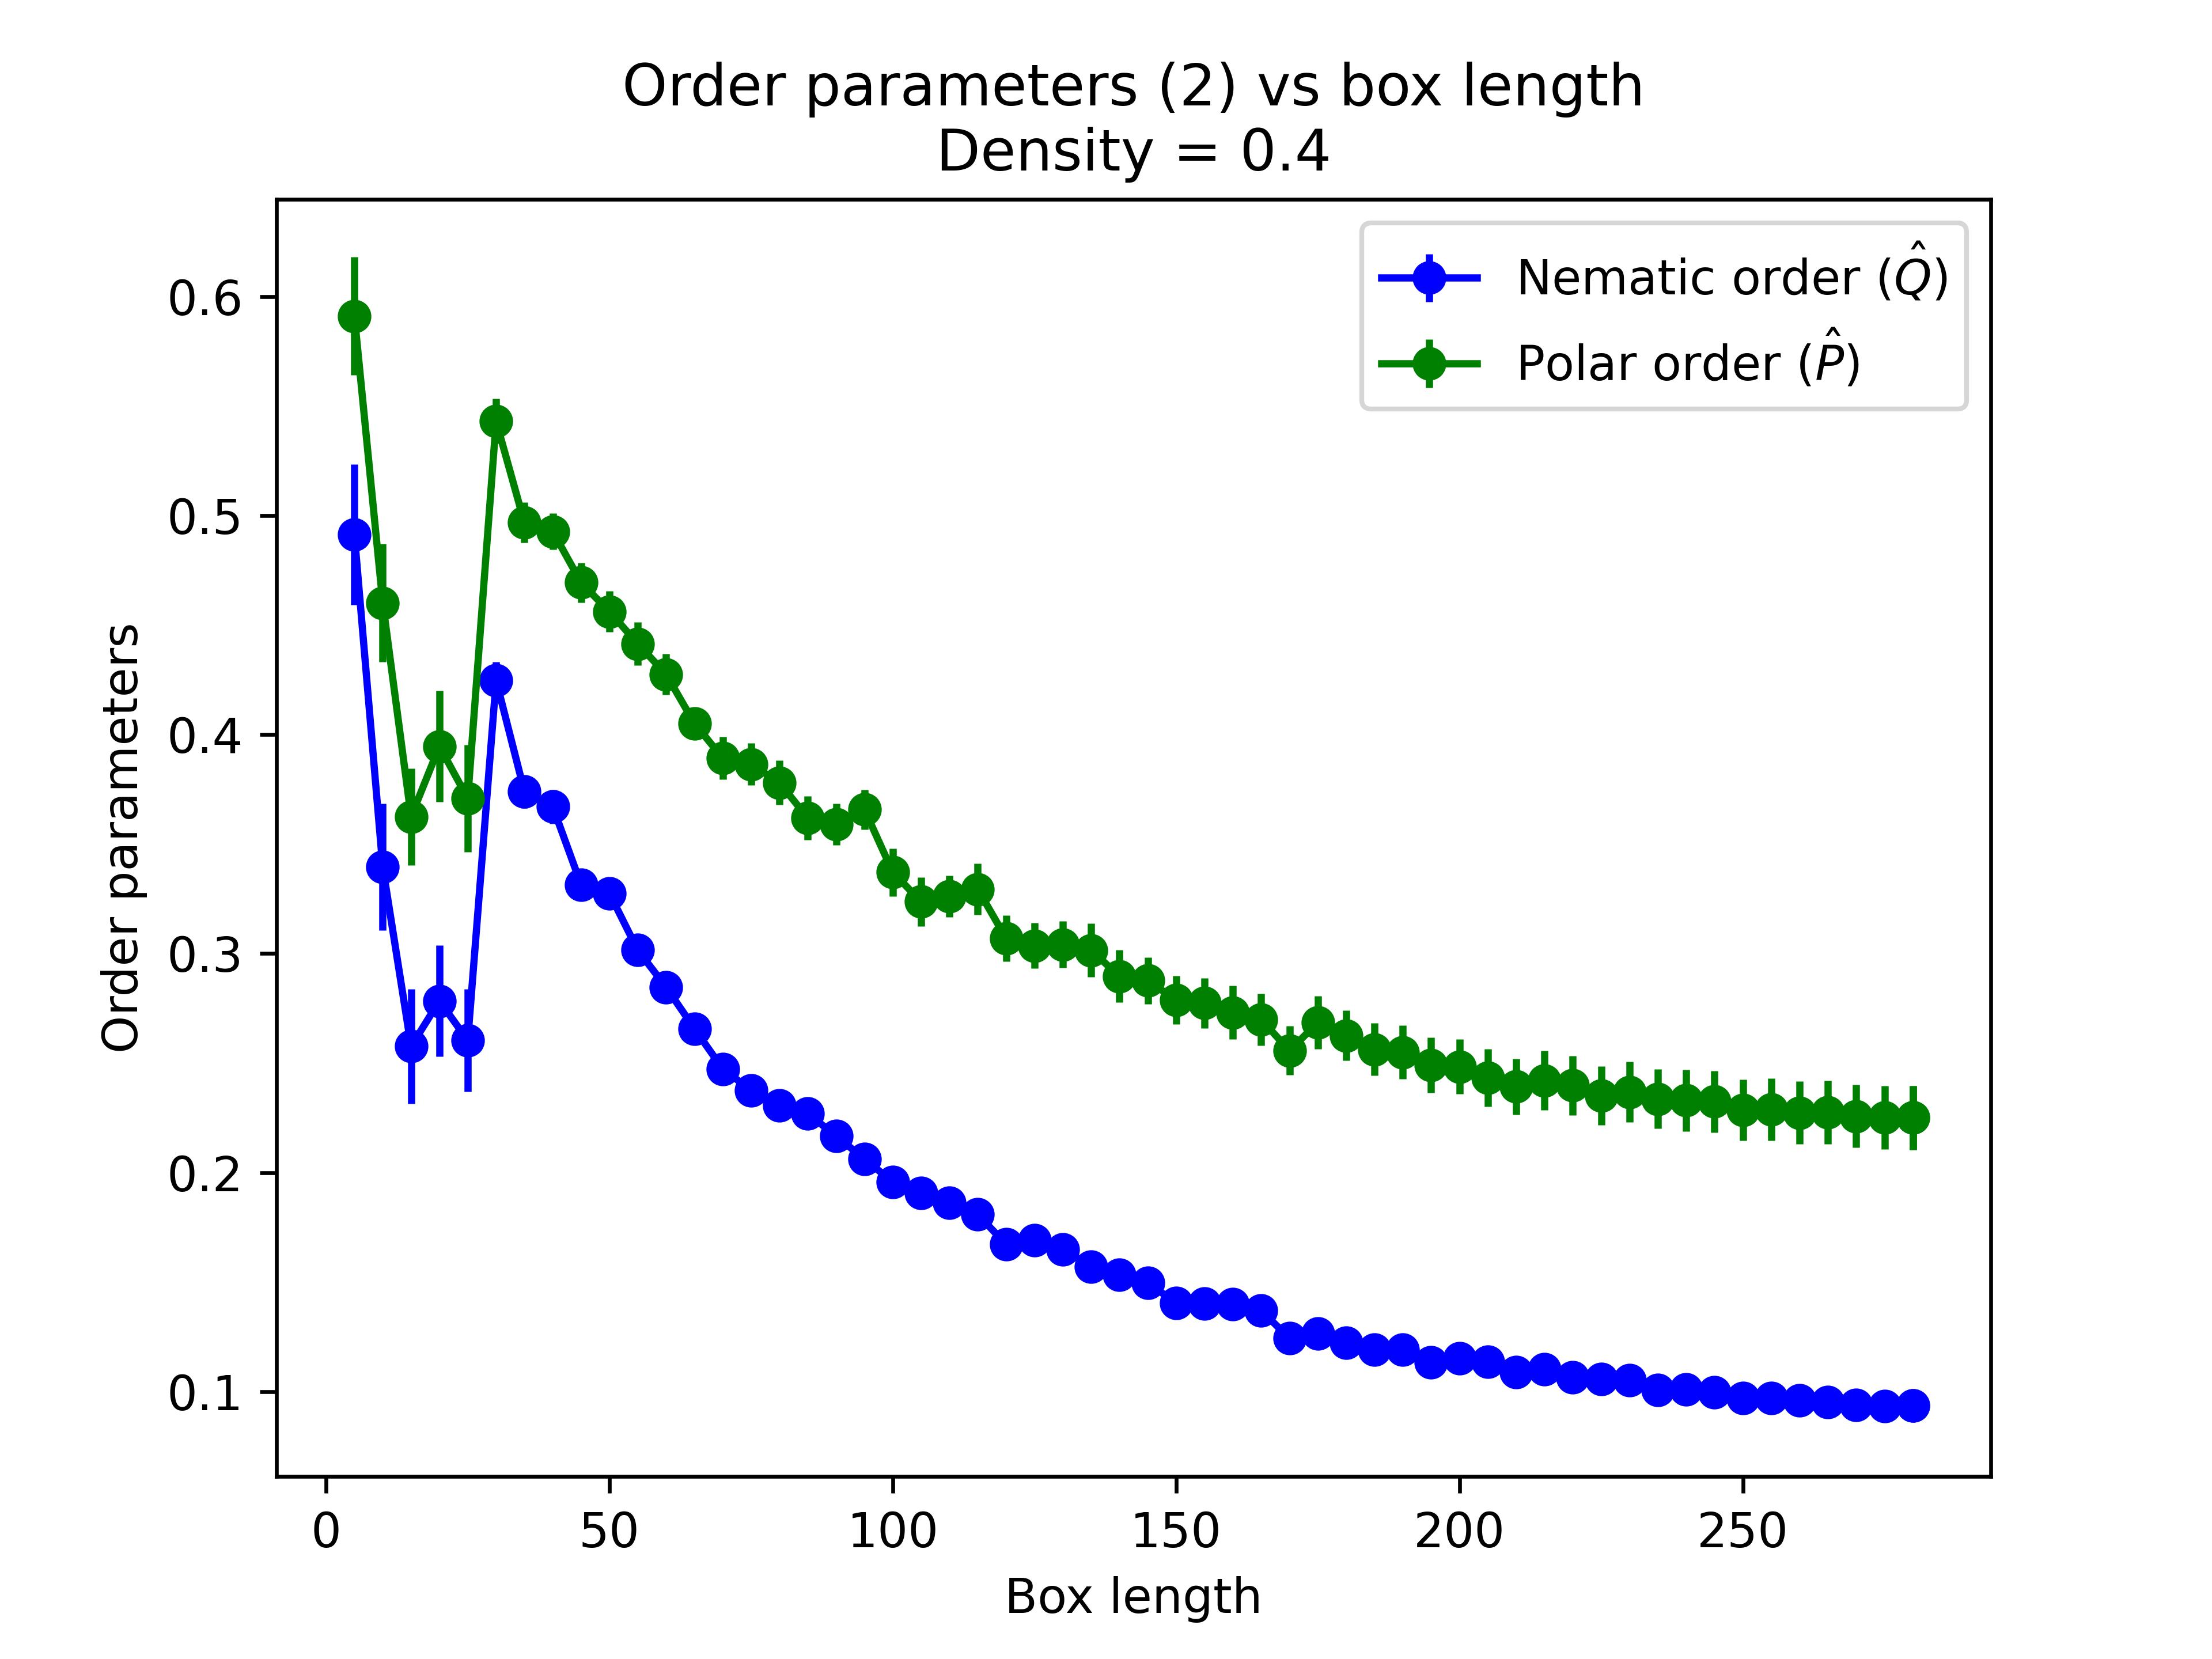 Order parameters (2) vs box length
Density = 0.4
Nematic order (Q̂)
Polar order (P̂)
Order parameters
0.6
0.5
0.4
0.3
0.2
0.1
0 50 100 150 200 250
Box length